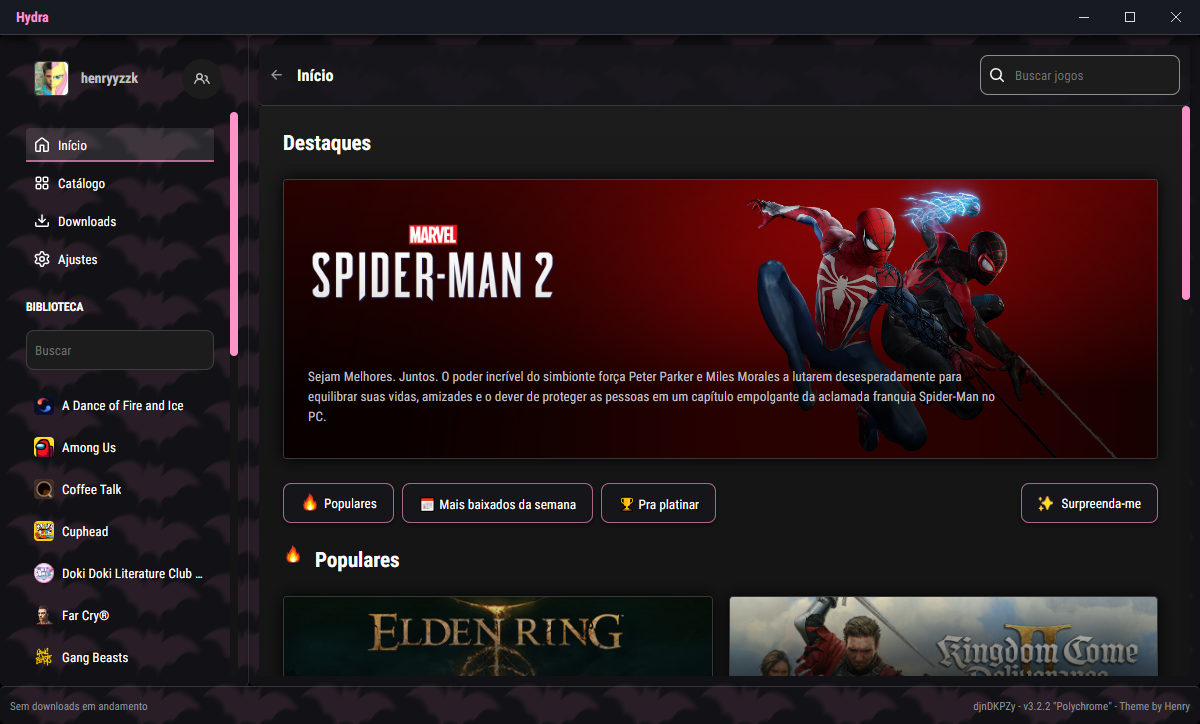 Hydra
henryyzzk
Início
Catálogo
Downloads
Ajustes
BIBLIOTECA
Buscar
A Dance of Fire and Ice
Among Us
Coffee Talk
Cuphead
Doki Doki Literature Club ...
Far Cry®
Gang Beasts
Início
Buscar jogos
Destaques
MARVEL
SPIDER-MAN 2
Sejam Melhores. Juntos. O poder incrível do simbionte força Peter Parker e Miles Morales a lutarem desesperadamente para
equilibrar suas vidas, amizades e o dever de proteger as pessoas em um capítulo empolgante da aclamada franquia Spider-Man no
PC.
Populares
Mais baixados da semana
Pra platinar
Surpreenda-me
Populares
ELDEN RING
Kingdom Come
Deliverance
II
Sem downloads em andamento
djnDKPZy - v3.2.2 "Polychrome" - Theme by Henry